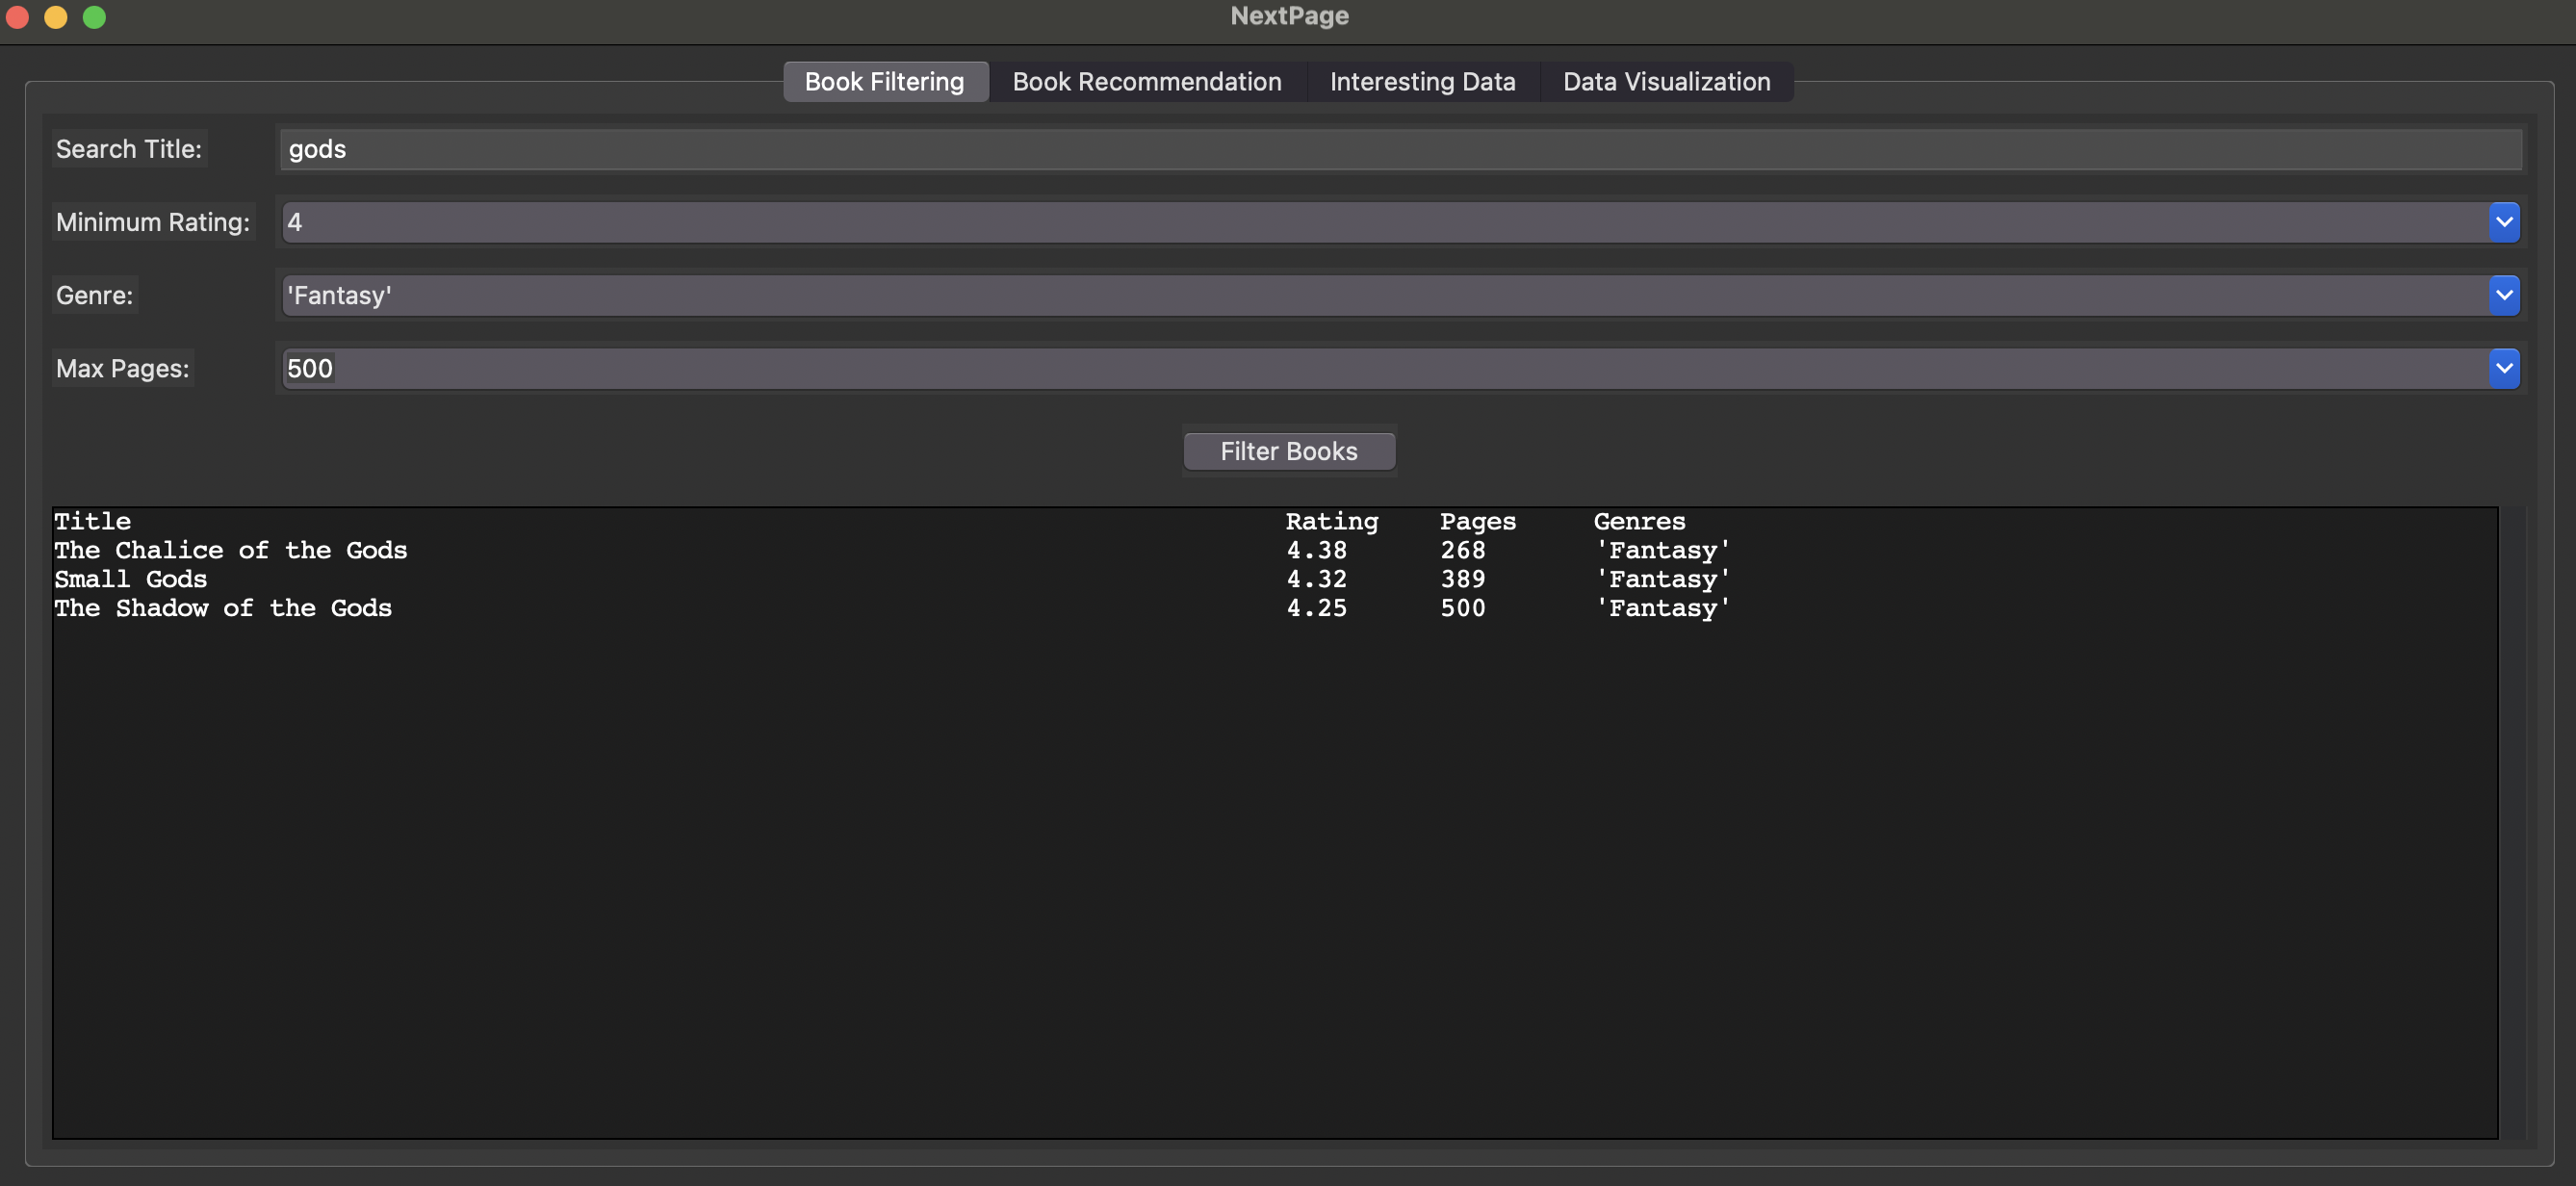 NextPage
Book Filtering Book Recommendation Interesting Data Data Visualization
Search Title: gods
Minimum Rating: 4
Genre: 'Fantasy'
Max Pages: 500
Filter Books
Title Rating Pages Genres
The Chalice of the Gods 4.38 268 'Fantasy'
Small Gods 4.32 389 'Fantasy'
The Shadow of the Gods 4.25 500 'Fantasy'